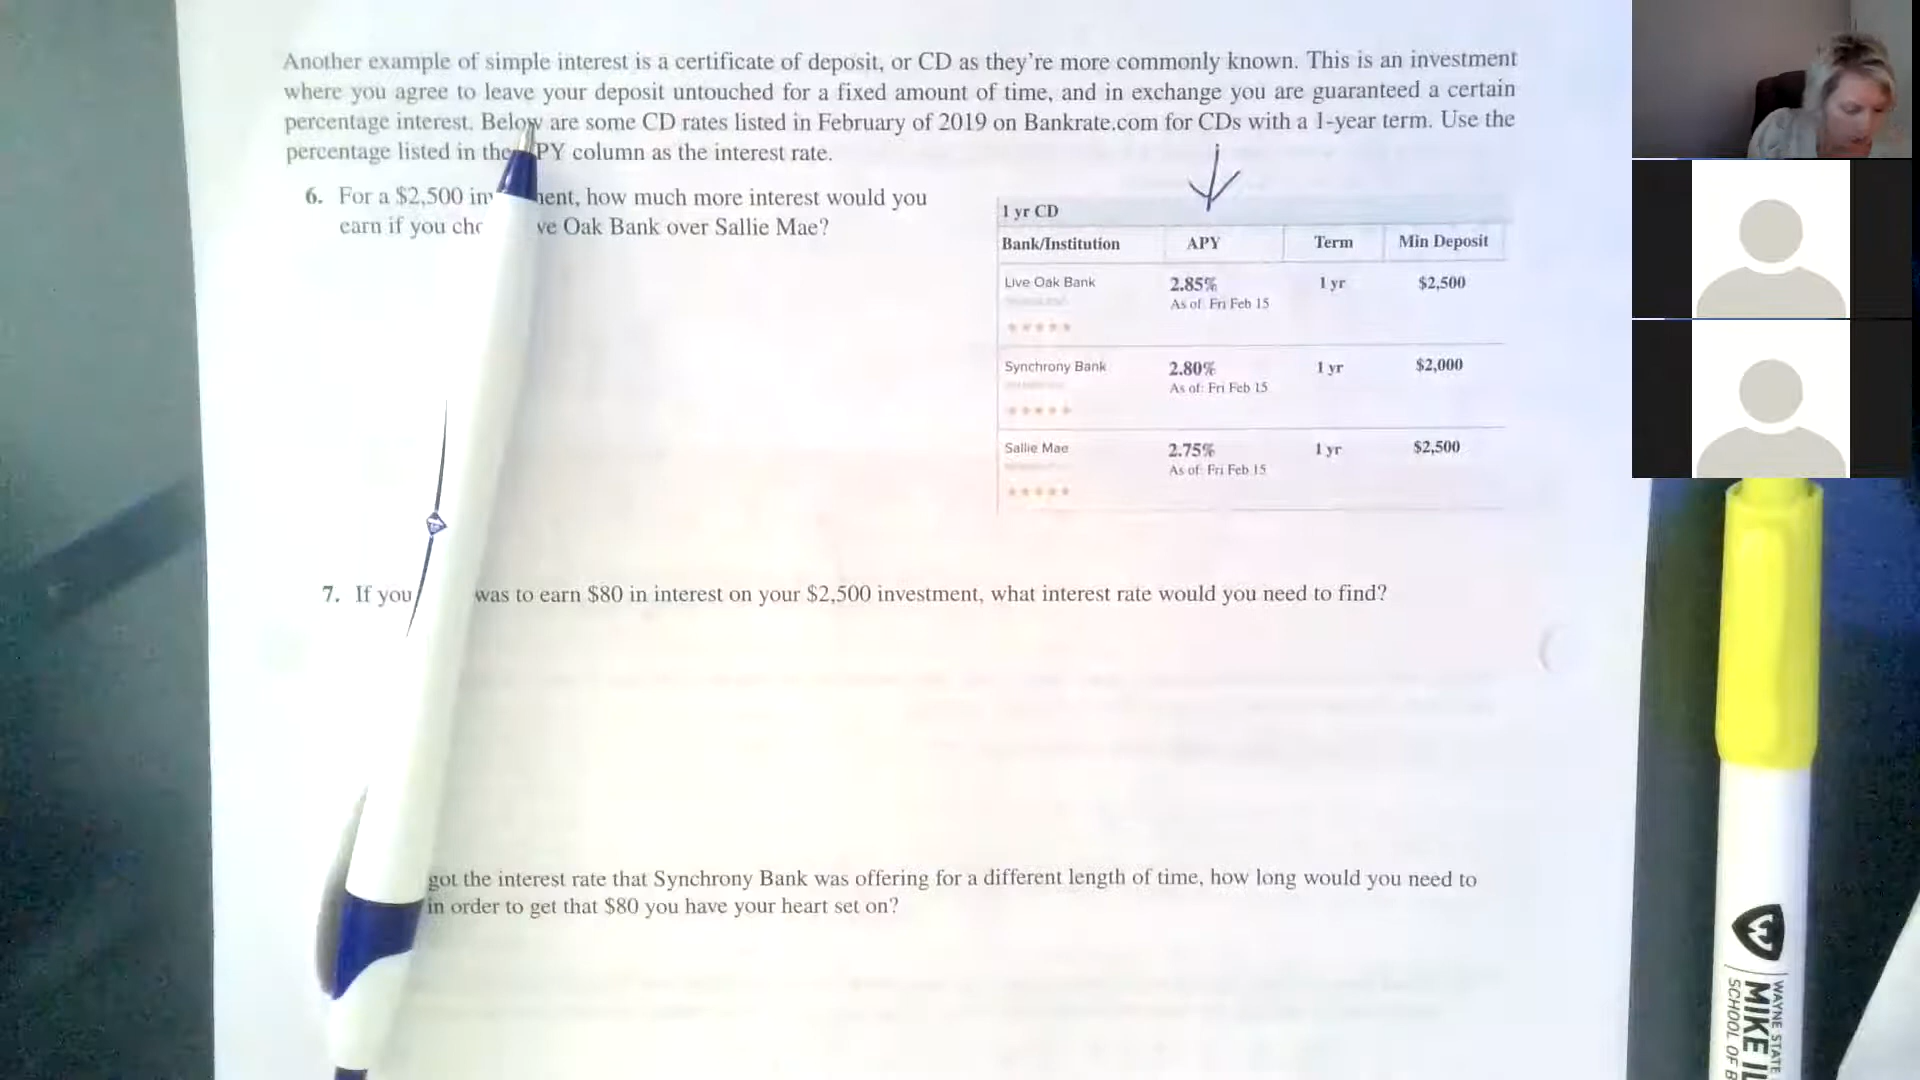 Another example of simple interest is a certificate of deposit, or CD as they're more commonly known. This is an investment
where you agree to leave your deposit untouched for a fixed amount of time, and in exchange you are guaranteed a certain
percentage interest. Below are some CD rates listed in February of 2019 on Bankrate.com for CDs with a 1-year term. Use the
percentage listed in the PY column as the interest rate.
6. For a $2,500 in ent, how much more interest would you
earn if you ve Oak Bank over Sallie Mae?
1 yr CD
Bank/Institution APY Term Min Deposit
Live Oak Bank 2.85% 1 yr $2,500
As of: Fri Feb 15
Synchrony Bank 2.80% 1 yr $2,000
As of: Fri Feb 15
Sallie Mae 2.75% 1 yr $2,500
As of: Fri Feb 15
7. If you was to earn $80 in interest on your $2,500 investment, what interest rate would you need to find?
got the interest rate that Synchrony Bank was offering for a different length of time, how long would you need to
in order to get that $80 you have your heart set on?
WAYNE STATE
MIKE IL
SCHOOL OF B